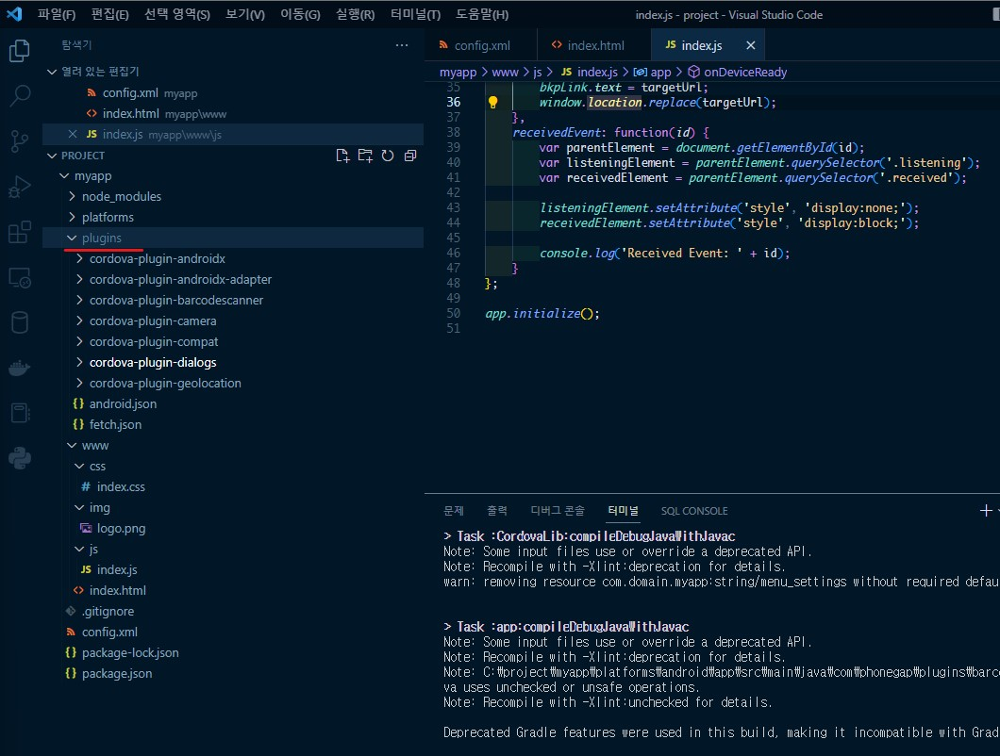 파일(F) 편집(E) 선택 영역(S) 보기(V) 이동(G) 실행(R) 터미널(T) 도움말(H) index.js - project - Visual Studio Code
탐색기
열려 있는 편집기
config.xml myapp
index.html myapp\www
index.js myapp\www\js
PROJECT
myapp
node_modules
platforms
plugins
cordova-plugin-androidx
cordova-plugin-androidx-adapter
cordova-plugin-barcodescanner
cordova-plugin-camera
cordova-plugin-compat
cordova-plugin-dialogs
cordova-plugin-geolocation
android.json
fetch.json
www
css
index.css
img
logo.png
js
index.js
index.html
.gitignore
config.xml
package-lock.json
package.json
config.xml index.html JS index.js
myapp > www > js > JS index.js > app > onDeviceReady
35 bkpLink.text = targetUrl;
36 window.location.replace(targetUrl);
37 },
38 receivedEvent: function(id) {
39 var parentElement = document.getElementById(id);
40 var listeningElement = parentElement.querySelector('.listening');
41 var receivedElement = parentElement.querySelector('.received');
42
43 listeningElement.setAttribute('style', 'display:none;');
44 receivedElement.setAttribute('style', 'display:block;');
45
46 console.log('Received Event: ' + id);
47 }
48 };
49
50 app.initialize();
51
문제 출력 디버그 콘솔 터미널 SQL CONSOLE
> Task :CordovaLib:compileDebugJavaWithJavac
Note: Some input files use or override a deprecated API.
Note: Recompile with -Xlint:deprecation for details.
warn: removing resource com.domain.myapp:string/menu_settings without required defau
> Task :app:compileDebugJavaWithJavac
Note: Some input files use or override a deprecated API.
Note: Recompile with -Xlint:deprecation for details.
Note: C:₩project₩myapp₩platforms₩android₩app₩src₩main₩java₩com₩phonegap₩plugins₩barc
va uses unchecked or unsafe operations.
Note: Recompile with -Xlint:unchecked for details.
Deprecated Gradle features were used in this build, making it incompatible with Grad